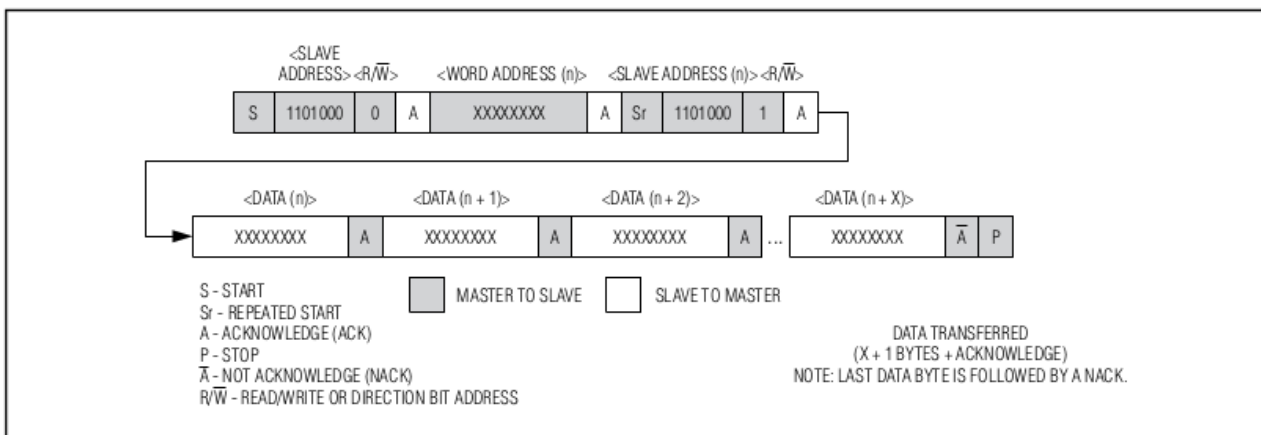 <SLAVE
ADDRESS> <R/W̅> <WORD ADDRESS (n)> <SLAVE ADDRESS (n)> <R/W̅>
S 1101000 0 A XXXXXXXX A Sr 1101000 1 A
<DATA (n)> <DATA (n + 1)> <DATA (n + 2)> <DATA (n + X)>
XXXXXXXX A XXXXXXXX A XXXXXXXX A ... XXXXXXXX A̅ P
S - START
Sr - REPEATED START
A - ACKNOWLEDGE (ACK)
P - STOP
A̅ - NOT ACKNOWLEDGE (NACK)
R/W̅ - READ/WRITE OR DIRECTION BIT ADDRESS
MASTER TO SLAVE SLAVE TO MASTER
DATA TRANSFERRED
(X + 1 BYTES + ACKNOWLEDGE)
NOTE: LAST DATA BYTE IS FOLLOWED BY A NACK.